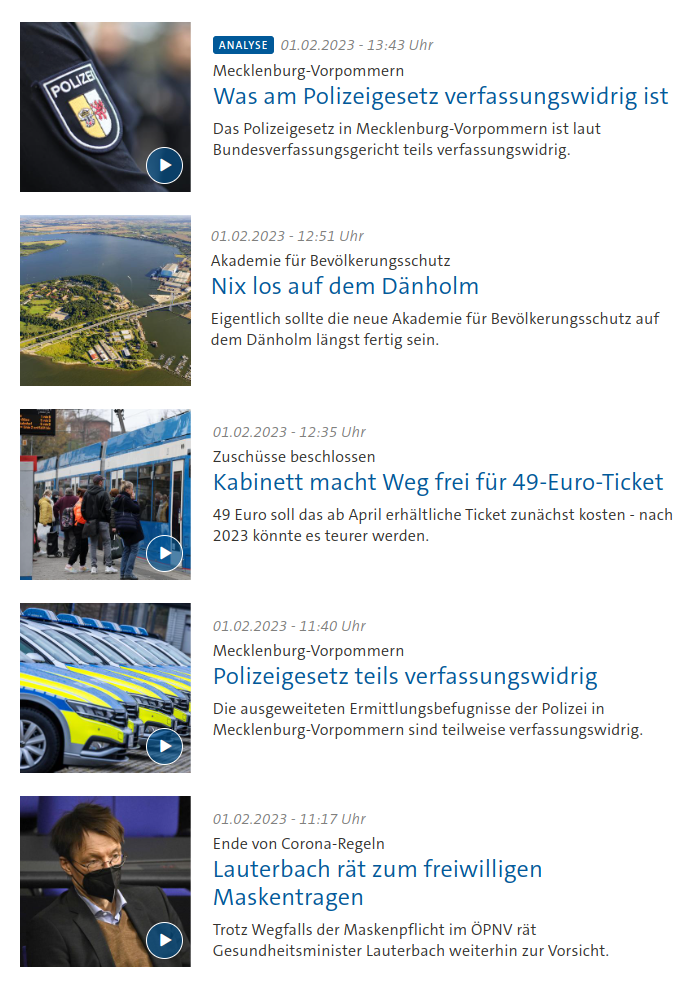 POLIZEI
ANALYSE 01.02.2023 - 13:43 Uhr
Mecklenburg-Vorpommern
Was am Polizeigesetz verfassungswidrig ist
Das Polizeigesetz in Mecklenburg-Vorpommern ist laut
Bundesverfassungsgericht teils verfassungswidrig.
01.02.2023 - 12:51 Uhr
Akademie für Bevölkerungsschutz
Nix los auf dem Dänholm
Eigentlich sollte die neue Akademie für Bevölkerungsschutz auf
dem Dänholm längst fertig sein.
01.02.2023 - 12:35 Uhr
Zuschüsse beschlossen
Kabinett macht Weg frei für 49-Euro-Ticket
49 Euro soll das ab April erhältliche Ticket zunächst kosten - nach
2023 könnte es teurer werden.
01.02.2023 - 11:40 Uhr
Mecklenburg-Vorpommern
Polizeigesetz teils verfassungswidrig
Die ausgeweiteten Ermittlungsbefugnisse der Polizei in
Mecklenburg-Vorpommern sind teilweise verfassungswidrig.
01.02.2023 - 11:17 Uhr
Ende von Corona-Regeln
Lauterbach rät zum freiwilligen
Maskentragen
Trotz Wegfalls der Maskenpflicht im ÖPNV rät
Gesundheitsminister Lauterbach weiterhin zur Vorsicht.